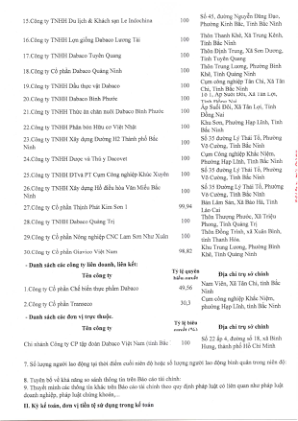 15.Công ty TNHH Du lịch & Khách sạn Le Indochina 100 Số 43, đường Nguyễn Đăng Đạo, Phường Kinh Bắc, Tỉnh Bắc Ninh
16.Công ty TNHH Lợn giống Dabaco Lương Tài 100 Thôn Thanh Khê, Xã Trung Kênh, Tỉnh Bắc Ninh
17.Công ty TNHH Dabaco Tuyên Quang 100 Thôn Định Trung, Xã Sơn Dương, Tỉnh Tuyên Quang
18.Công ty Cổ phần Dabaco Quảng Ninh 100 Thôn Trung Lương, Phường Bình Khê, Tỉnh Quảng Ninh
19.Công ty TNHH Dầu thực vật Dabaco 100 Cụm công nghiệp Tân Chi, Xã Tân Chi, Tỉnh Bắc Ninh
20.Công ty TNHH Dabaco Bình Phước 100 Xã Tân Lợi, Tỉnh Đồng Nai
21.Công ty TNHH Thức ăn chăn nuôi Dabaco Bình Phước 100 Ấp Suối Đôi, Xã Tân Lợi, Tỉnh Đồng Nai
22.Công ty TNHH Phân bón Hữu cơ Việt Nhật 100 Khu Sơn, Phường Hạp Lĩnh, Tỉnh Bắc Ninh
23.Công ty TNHH Xây dựng Đường H2 Thành phố Bắc Ninh 100 Số 35 đường Lý Thái Tổ, Phường Võ Cường, Tỉnh Bắc Ninh
24.Công ty TNHH Dược và Thú y Dacovet 100 Cụm công nghiệp Khắc Niệm, Phường Hạp Lĩnh, Tỉnh Bắc Ninh
25.Công ty TNHH ĐT và PT Cụm Công nghiệp Khúc Xuyên 100 Số 35 đường Lý Thái Tổ, Phường Võ Cường, Tỉnh Bắc Ninh
26.Công ty TNHH Xây dựng Hồ điều hòa Văn Miếu Bắc Ninh 100 Số 35 đường Lý Thái Tổ, Phường Võ Cường, Tỉnh Bắc Ninh
27.Công ty Cổ phần Thịnh Phát Kim Sơn 1 99,94 Bản Lâm Sản, Xã Bảo Hà, Tỉnh Lào Cai
28.Công ty TNHH Dabaco Quảng Trị 100 Thôn Thượng Phước, Xã Triệu Phong, Tỉnh Quảng Trị
29.Công ty Cổ phần Nông nghiệp CNC Lam Sơn Như Xuân 100 Thôn Đồng Trình, xã Xuân Bình, tỉnh Thanh Hóa.
30.Công ty Cổ phần Giavico Việt Nam 98,82 Khu Trung Lương, Phường Bình Khê, Tỉnh Quảng Ninh
- Danh sách các công ty liên doanh, liên kết:
Tên công ty Tỷ lệ quyền biểu quyết Địa chỉ trụ sở chính
1.Công ty Cổ phần Chế biến thực phẩm Dabaco 49,56 Nam Viên, Xã Tân Chi, tỉnh Bắc Ninh
2.Công ty Cổ phần Transeco 30,3 Cụm công nghiệp Khắc Niệm, phường Hạp Lĩnh, tỉnh Bắc Ninh
- Danh sách các đơn vị trực thuộc.
Tên công ty Địa chỉ trụ sở chính
Chi nhánh Công ty CP tập đoàn Dabaco Việt Nam (tỉnh Bắc 100 Số 22 ấp 4, đường số 18, xã Bình Hưng, thành phố Hồ Chí Minh
7. Số lượng người lao động tại thời điểm cuối niên độ hoặc số lượng người lao động bình quân trong niên độ:
8. Tuyên bố về khả năng so sánh thông tin trên Báo cáo tài chính:
9. Thuyết minh các thông tin khác trên Báo cáo tài chính theo quy định pháp luật có liên quan như pháp luật
doanh nghiệp, pháp luật chứng khoán,...
II. Kỳ kế toán, đơn vị tiền tệ sử dụng trong kế toán